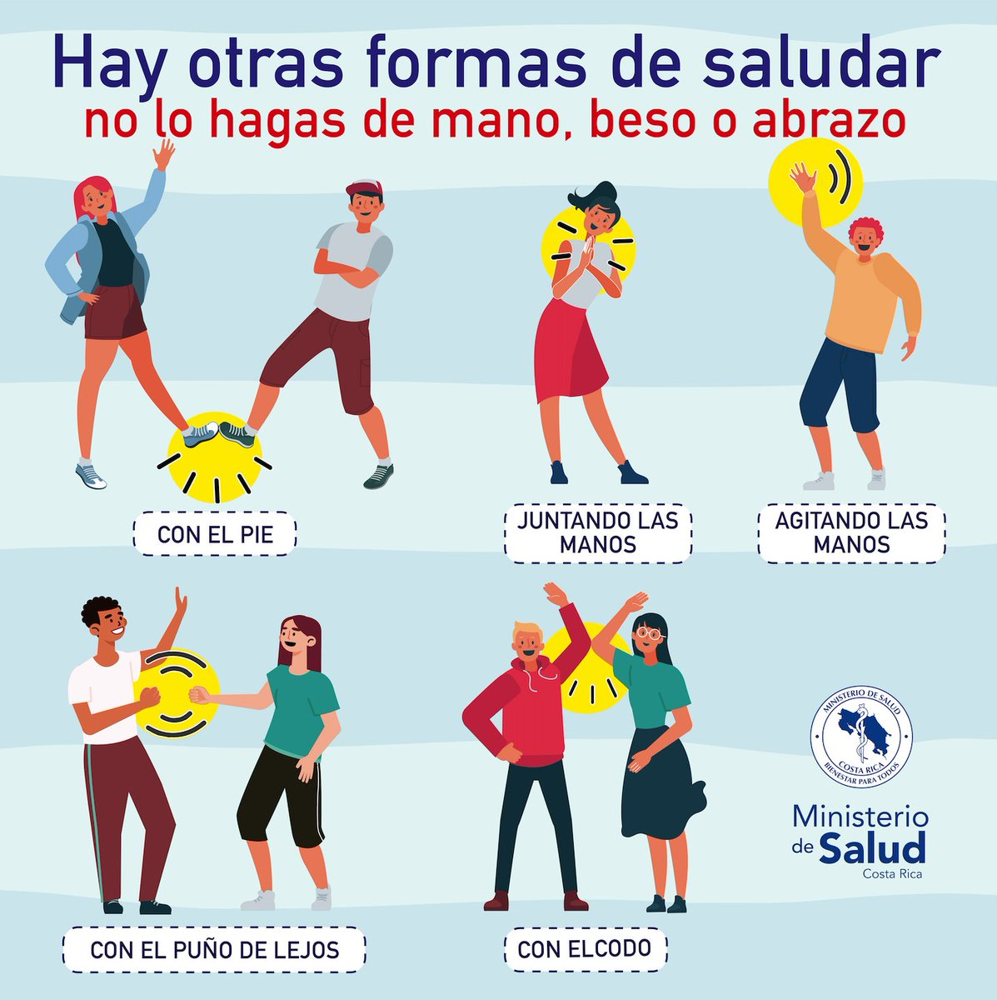 Hay otras formas de saludar
no lo hagas de mano, beso o abrazo
CON EL PIE
JUNTANDO LAS
MANOS
AGITANDO LAS
MANOS
CON EL PUÑO DE LEJOS
CON ELCODO
MINISTERIO DE SALUD
COSTA RICA
BIENESTAR PARA TODOS
Ministerio
de Salud
Costa Rica